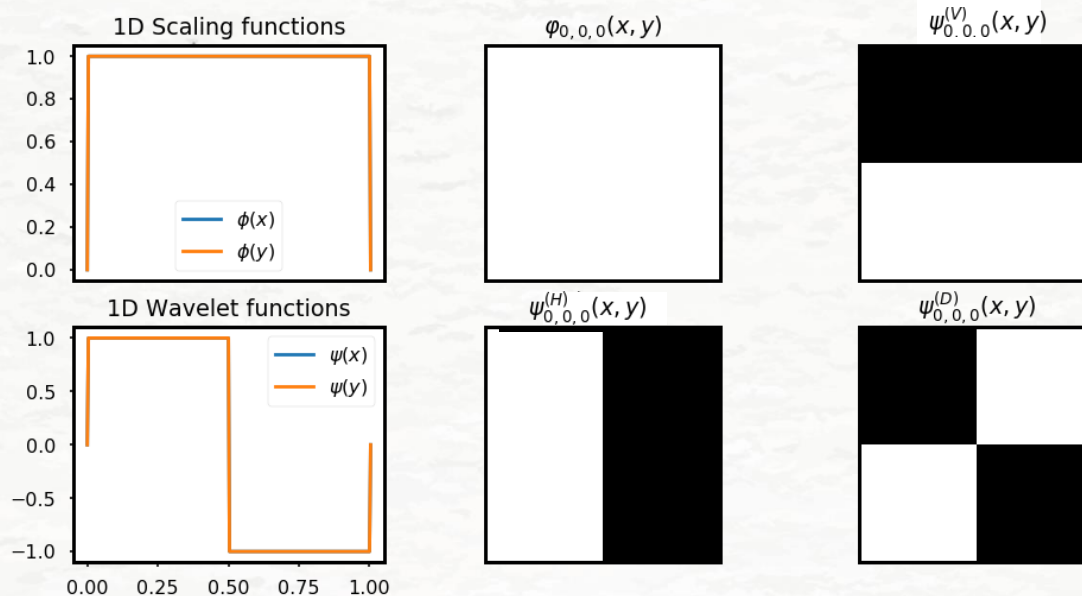 1D Scaling functions
1.0
0.8
0.6
0.4
0.2
0.0
ϕ(x)
ϕ(y)
φ0,0,0(x, y)
ψ(V)0,0,0(x, y)
1D Wavelet functions
1.0
0.5
0.0
−0.5
−1.0
ψ(x)
ψ(y)
0.00 0.25 0.50 0.75 1.00
ψ(H)0,0,0(x, y)
ψ(D)0,0,0(x, y)